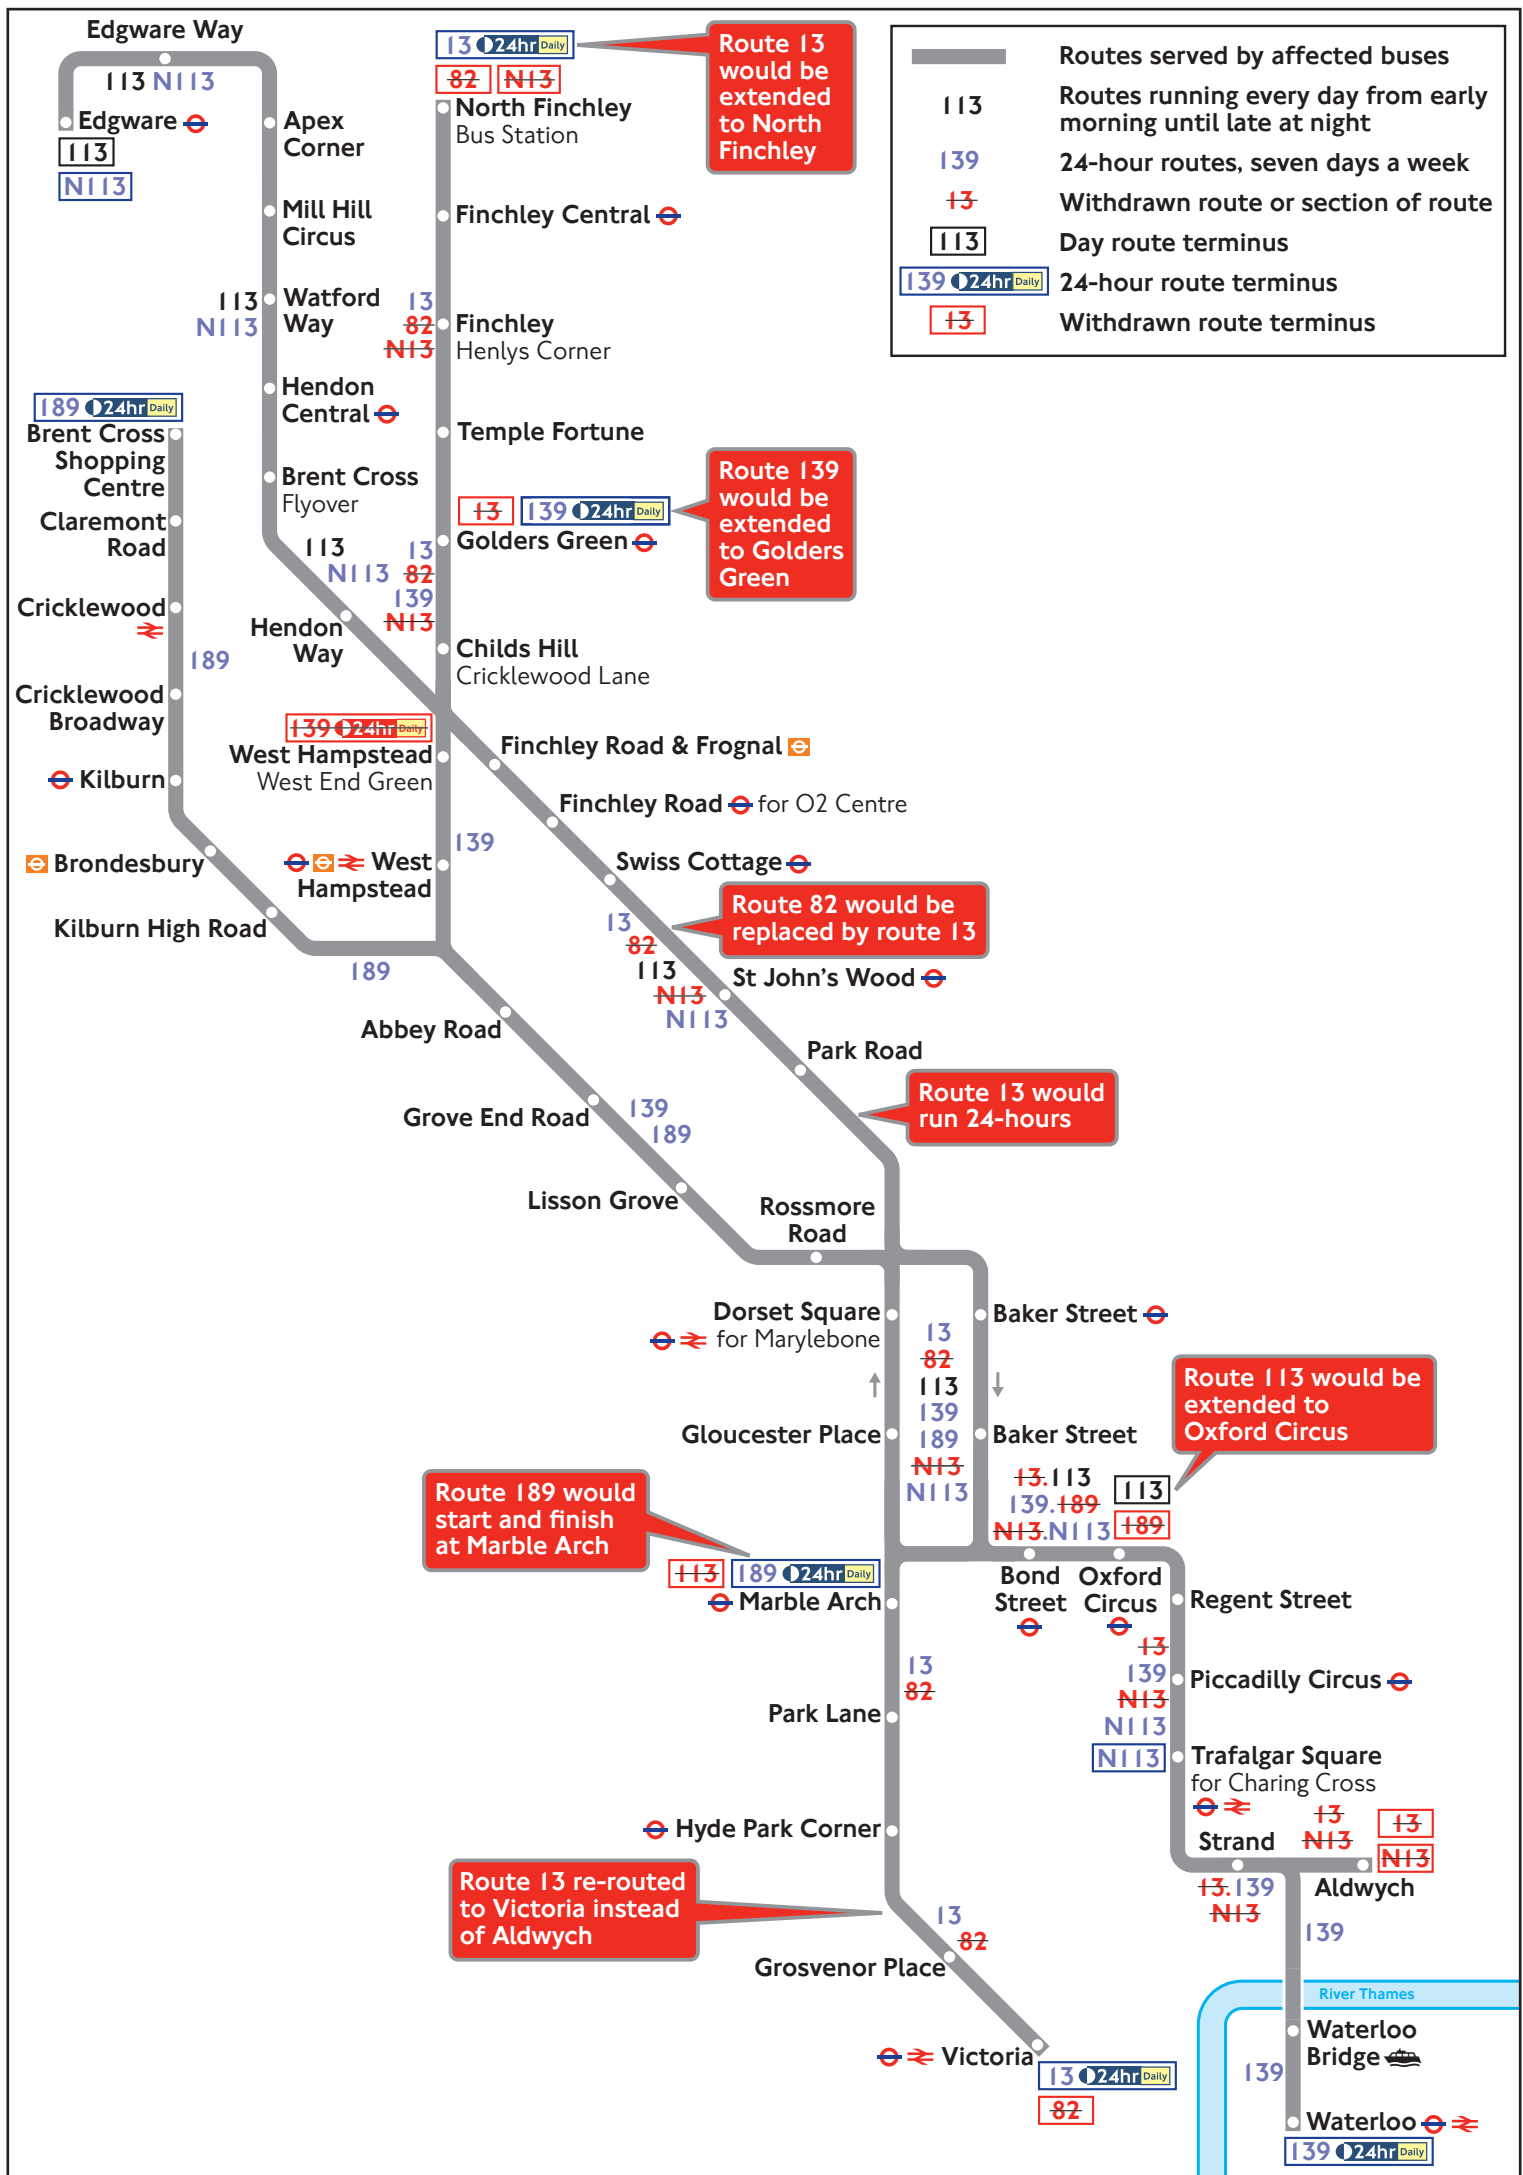 Edgware Way
113 N113
Edgware
113
N113
Apex
Corner
Mill Hill
Circus
113
N113
Watford
Way
Hendon
Central
Brent Cross
Flyover
113
N113
Hendon
Way
13 24hr Daily
82 N13
North Finchley
Bus Station
Route 13
would be
extended
to North
Finchley
Finchley Central
13
82
N13
Finchley
Henlys Corner
Temple Fortune
13 139 24hr Daily
Golders Green
Route 139
would be
extended
to Golders
Green
13
82
139
N13
Childs Hill
Cricklewood Lane
Routes served by affected buses
113
Routes running every day from early
morning until late at night
139
24-hour routes, seven days a week
13
Withdrawn route or section of route
113
Day route terminus
139 24hr Daily
24-hour route terminus
13
Withdrawn route terminus
189 24hr Daily
Brent Cross
Shopping
Centre
Claremont
Road
Cricklewood
189
Cricklewood
Broadway
Kilburn
Brondesbury
Kilburn High Road
189
139 24hr Daily
West Hampstead
West End Green
139
West
Hampstead
Finchley Road & Frognal
Finchley Road for O2 Centre
Swiss Cottage
Route 82 would be
replaced by route 13
13
82
113
N13
N113
St John's Wood
Park Road
Route 13 would
run 24-hours
Abbey Road
Grove End Road
139
189
Lisson Grove
Rossmore
Road
Dorset Square
for Marylebone
Baker Street
13
82
113
139
189
N13
N113
Gloucester Place
Baker Street
Route 113 would be
extended to
Oxford Circus
13.113
139.189
N13.N113
113
189
Route 189 would
start and finish
at Marble Arch
113 189 24hr Daily
Marble Arch
Bond
Street
Oxford
Circus
Regent Street
13
139
N13
N113
N113
Piccadilly Circus
Trafalgar Square
for Charing Cross
13
82
Park Lane
Hyde Park Corner
Route 13 re-routed
to Victoria instead
of Aldwych
13
82
Grosvenor Place
Victoria
13 24hr Daily
82
Strand
13
N13
13
N13
Aldwych
13.139
N13
139
River Thames
Waterloo
Bridge
139
Waterloo
139 24hr Daily